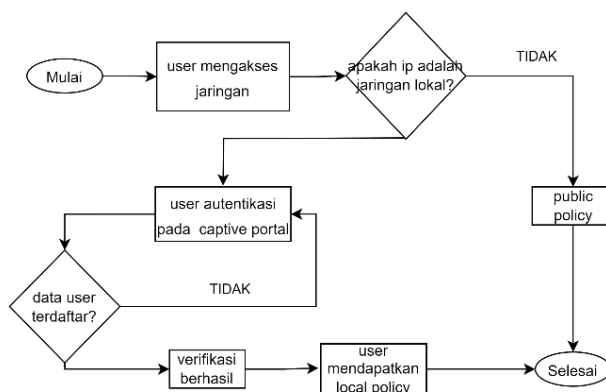 Mulai
user mengakses
jaringan
apakah ip adalah
jaringan lokal?
TIDAK
user autentikasi
pada captive portal
public
policy
data user
terdaftar?
TIDAK
verifikasi
berhasil
user
mendapatkan
local policy
Selesai